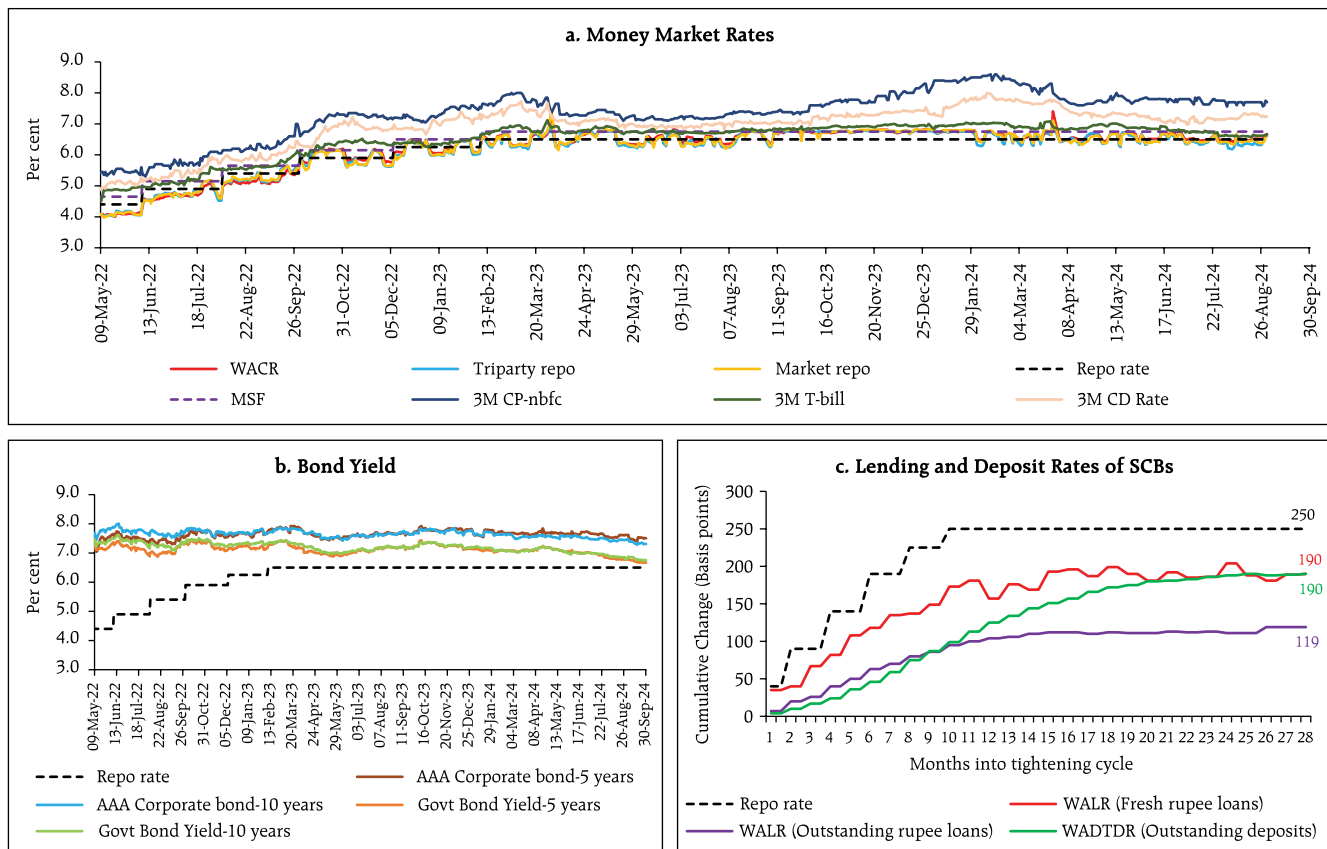 a. Money Market Rates
Per cent
9.0
8.0
7.0
6.0
5.0
4.0
3.0
09-May-22
13-Jun-22
18-Jul-22
22-Aug-22
26-Sep-22
31-Oct-22
05-Dec-22
09-Jan-23
13-Feb-23
20-Mar-23
24-Apr-23
29-May-23
03-Jul-23
07-Aug-23
11-Sep-23
16-Oct-23
20-Nov-23
25-Dec-23
29-Jan-24
04-Mar-24
08-Apr-24
13-May-24
17-Jun-24
22-Jul-24
26-Aug-24
30-Sep-24
WACR Triparty repo Market repo Repo rate
MSF 3M CP-nbfc 3M T-bill 3M CD Rate
b. Bond Yield
Per cent
9.0
8.0
7.0
6.0
5.0
4.0
3.0
09-May-22
13-Jun-22
18-Jul-22
22-Aug-22
26-Sep-22
31-Oct-22
05-Dec-22
09-Jan-23
13-Feb-23
20-Mar-23
24-Apr-24
29-May-23
03-Jul-23
07-Aug-23
11-Sep-23
16-Oct-23
20-Nov-23
25-Dec-23
29-Jan-24
04-Mar-24
08-Apr-24
13-May-24
17-Jun-24
22-Jul-24
26-Aug-24
30-Sep-24
Repo rate AAA Corporate bond-5 years
AAA Corporate bond-10 years Govt Bond Yield-5 years
Govt Bond Yield-10 years
c. Lending and Deposit Rates of SCBs
Cumulative Change (Basis points)
300
250
200
150
100
50
0
250
190
190
119
1 2 3 4 5 6 7 8 9 10 11 12 13 14 15 16 17 18 19 20 21 22 23 24 25 26 27 28
Months into tightening cycle
Repo rate WALR (Fresh rupee loans)
WALR (Outstanding rupee loans) WADTDR (Outstanding deposits)